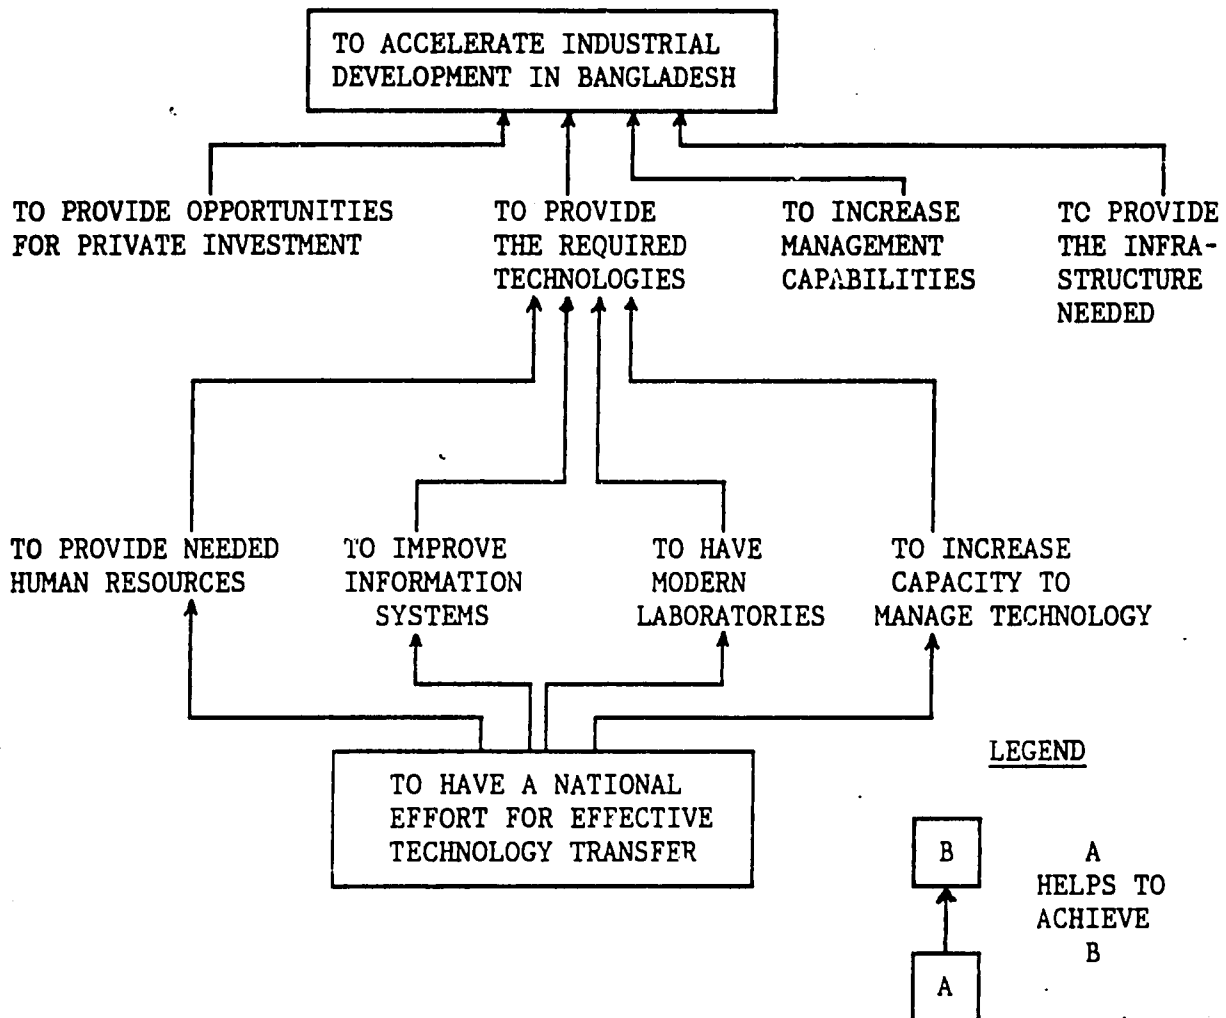 TO ACCELERATE INDUSTRIAL
DEVELOPMENT IN BANGLADESH
TO PROVIDE OPPORTUNITIES
FOR PRIVATE INVESTMENT
TO PROVIDE
THE REQUIRED
TECHNOLOGIES
TO INCREASE
MANAGEMENT
CAPABILITIES
TO PROVIDE
THE INFRA-
STRUCTURE
NEEDED
TO PROVIDE NEEDED
HUMAN RESOURCES
TO IMPROVE
INFORMATION
SYSTEMS
TO HAVE
MODERN
LABORATORIES
TO INCREASE
CAPACITY TO
MANAGE TECHNOLOGY
TO HAVE A NATIONAL
EFFORT FOR EFFECTIVE
TECHNOLOGY TRANSFER
LEGEND
B
A
A
HELPS TO
ACHIEVE
B